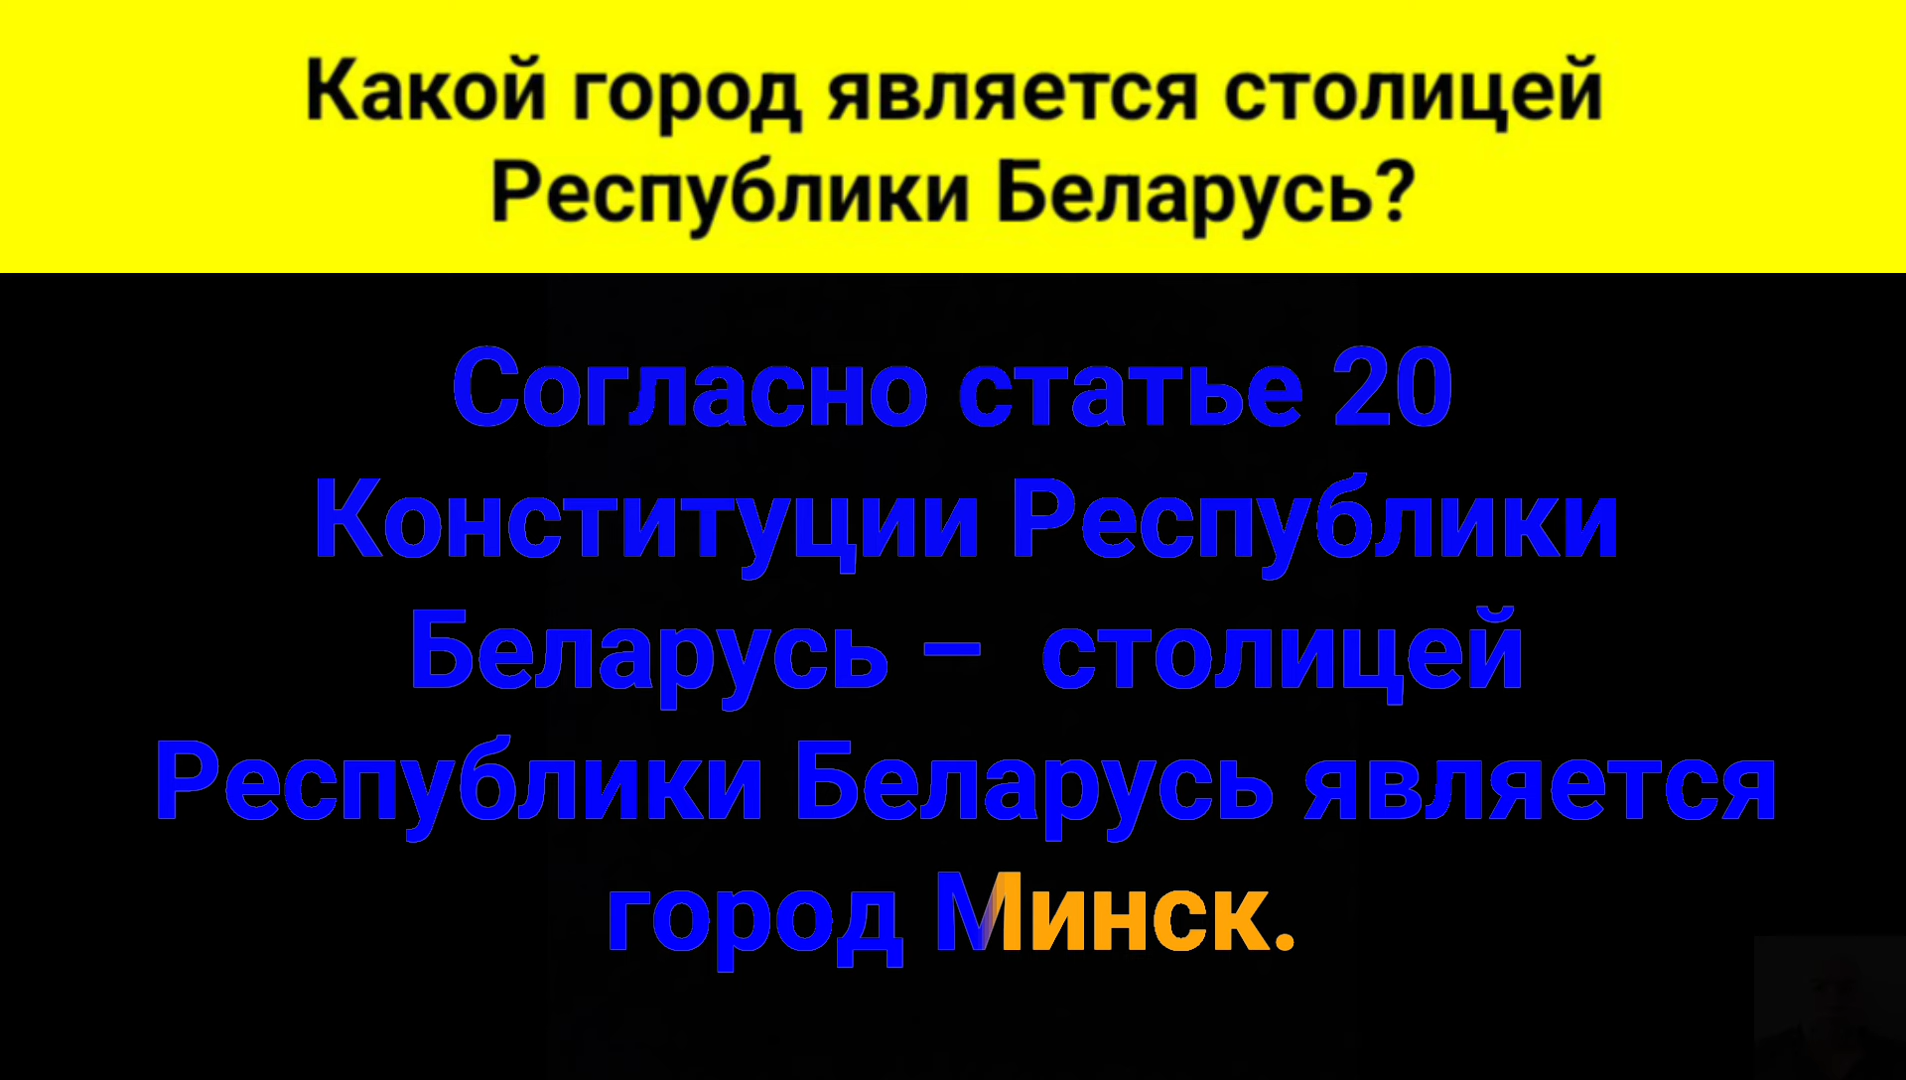 Какой город является столицей
Республики Беларусь?
Согласно статье 20
Конституции Республики
Беларусь – столицей
Республики Беларусь является
город Минск.